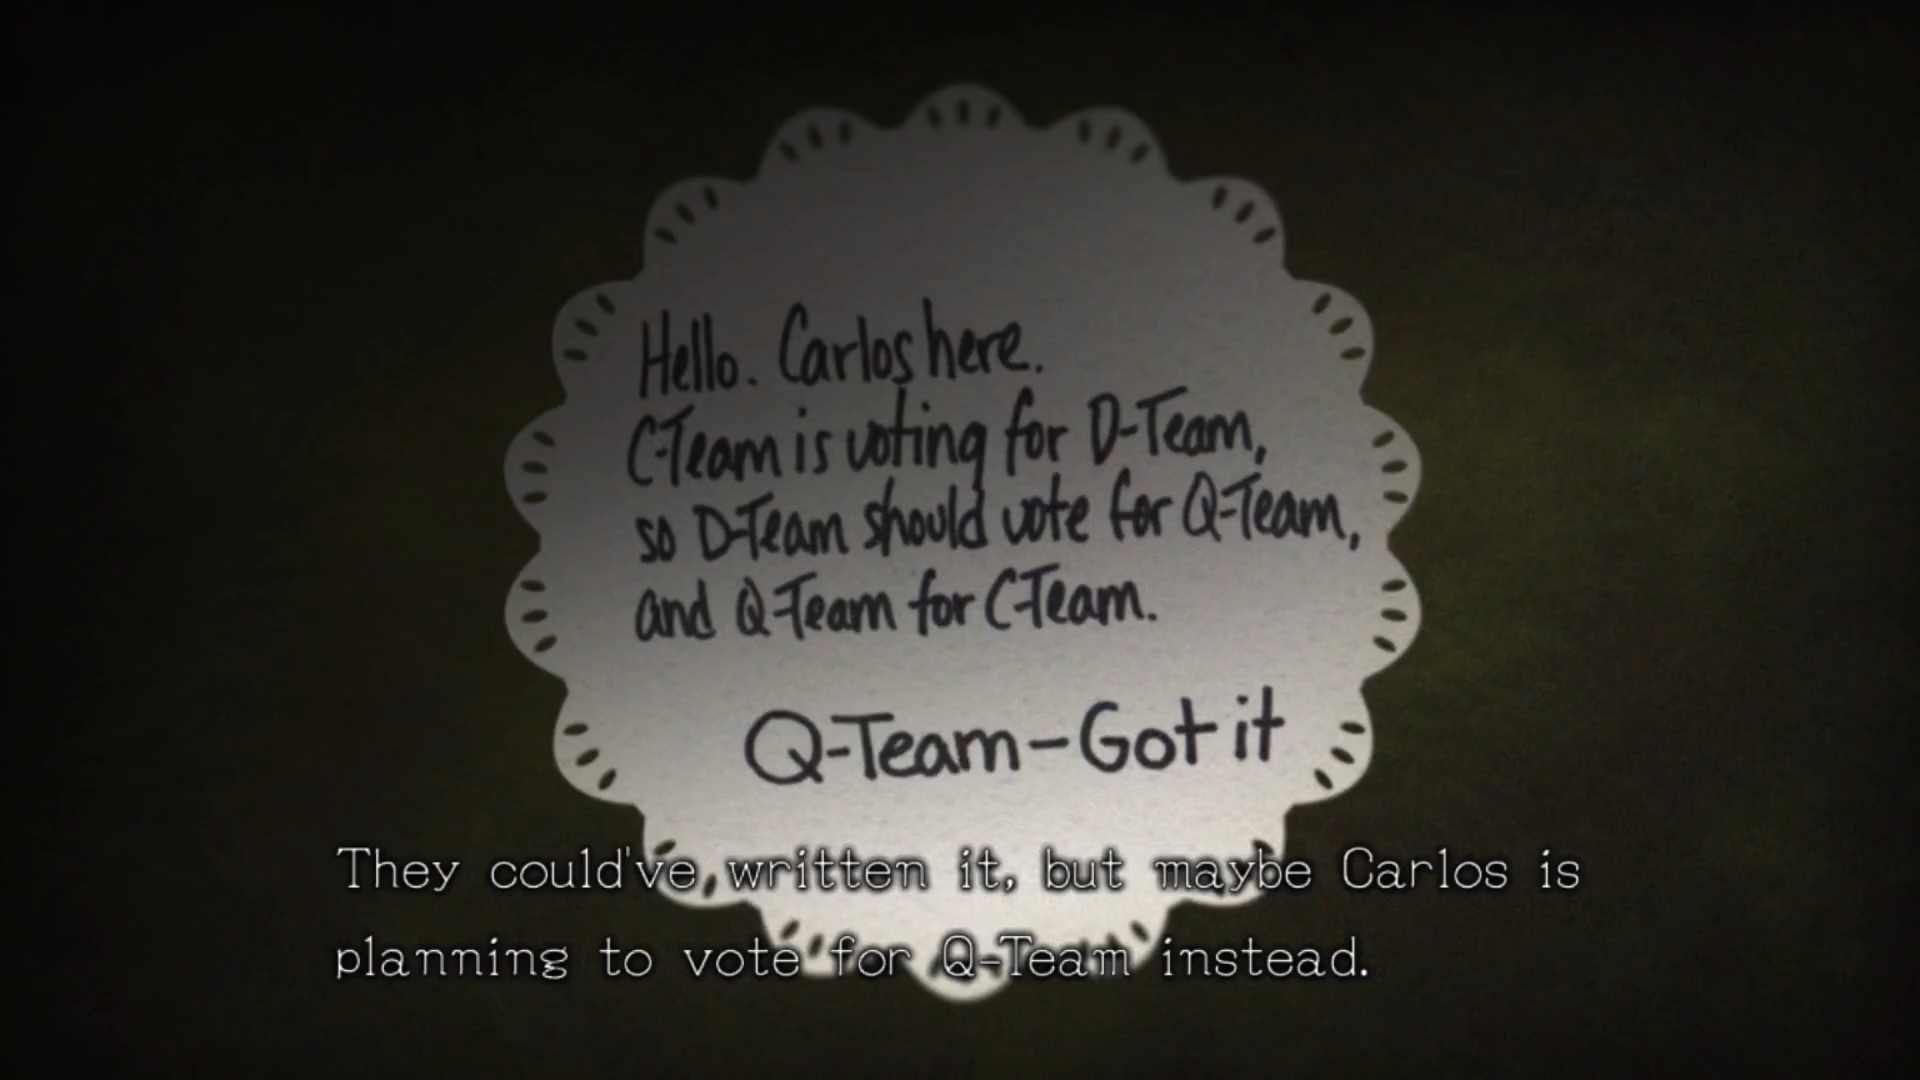 Hello. Carlos here.
C-Team is voting for D-Team,
so D-Team should vote for Q-Team,
and Q-Team for C-Team.
Q-Team-Got it
They could've written it, but maybe Carlos is
planning to vote for Q-Team instead.